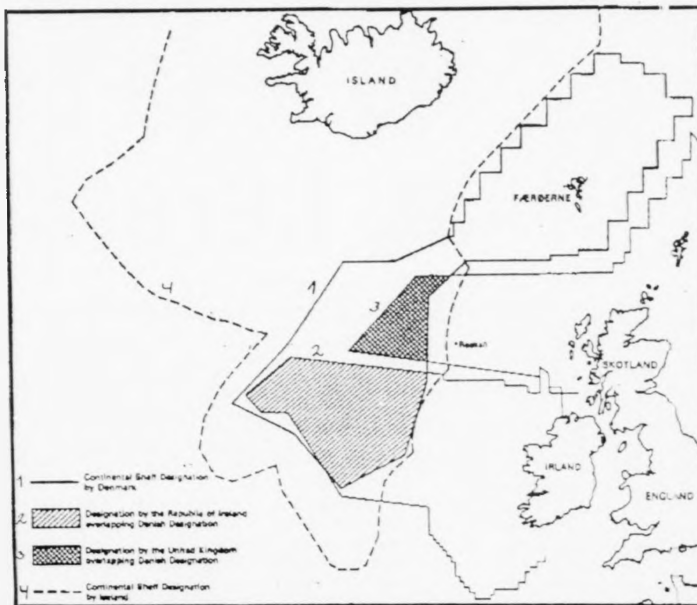 ISLAND
FÆRØERNE
4
1
3
2
Rockall
SKOTLAND
IRLAND
ENGLAND
1 Continental Shelf Designation
by Denmark
2 Designation by the Republic of Ireland
overlapping Danish Designation
3 Designation by the United Kingdom
overlapping Danish Designation
4 Continental Shelf Designation
by Iceland